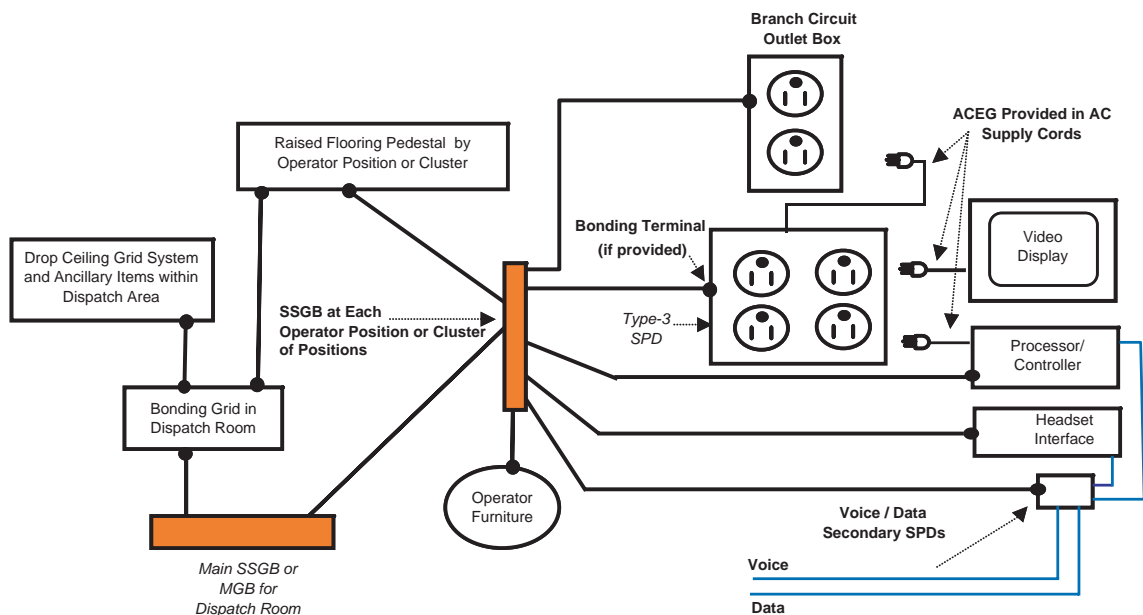 Branch Circuit
Outlet Box
ACEG Provided in AC
Supply Cords
Raised Flooring Pedestal by
Operator Position or Cluster
Bonding Terminal
(if provided)
Video
Display
Drop Ceiling Grid System
and Ancillary Items within
Dispatch Area
SSGB at Each
Operator Position or Cluster
of Positions
Type-3
SPD
Processor/
Controller
Bonding Grid in
Dispatch Room
Headset
Interface
Operator
Furniture
Voice / Data
Secondary SPDs
Main SSGB or
MGB for
Dispatch Room
Voice
Data